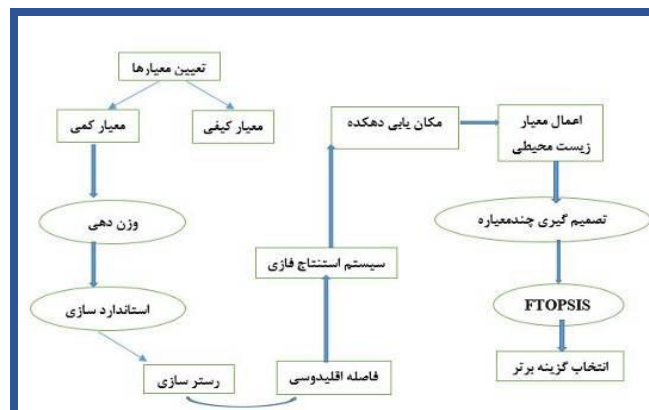 تعیین معیارها
معیار کمی
معیار کیفی
وزن دهی
استاندارد سازی
رستر سازی
فاصله اقلیدوسی
سیستم استنتاج فازی
مکان یابی دهکده
اعمال معیار
زیست محیطی
تصمیم گیری چندمعیاره
FTOPSIS
انتخاب گزینه برتر